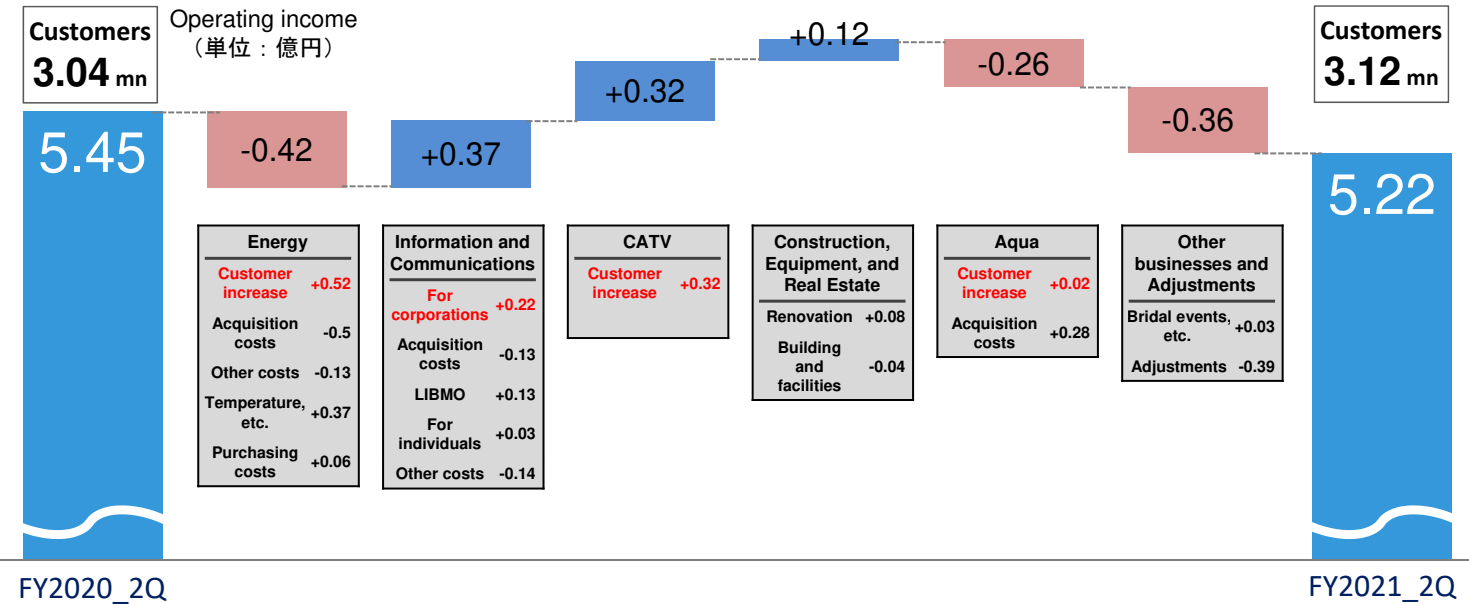 Customers
3.04 mn
Operating income
（単位：億円）
Customers
3.12 mn
5.45
-0.42
+0.37
+0.32
+0.12
-0.26
-0.36
5.22
Energy
Customer
increase +0.52
Acquisition
costs -0.5
Other costs -0.13
Temperature,
etc. +0.37
Purchasing
costs +0.06
Information and
Communications
For
corporations +0.22
Acquisition
costs -0.13
LIBMO +0.13
For
individuals +0.03
Other costs -0.14
CATV
Customer
increase +0.32
Construction,
Equipment, and
Real Estate
Renovation +0.08
Building
and
facilities -0.04
Aqua
Customer
increase +0.02
Acquisition
costs +0.28
Other
businesses and
Adjustments
Bridal events,
etc. +0.03
Adjustments -0.39
FY2020_2Q
FY2021_2Q